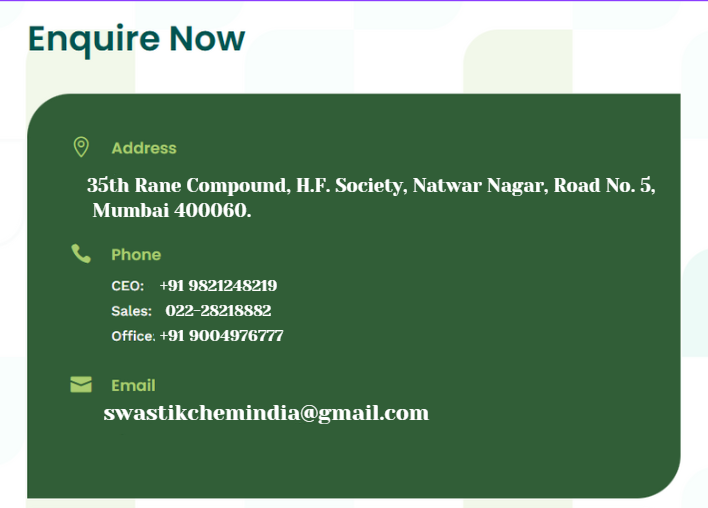 Enquire Now
Address
35th Rane Compound, H.F. Society, Natwar Nagar, Road No. 5,
Mumbai 400060.
Phone
CEO: +91 9821248219
Sales: 022-28218882
Office: +91 9004976777
Email
swastikchemindia@gmail.com